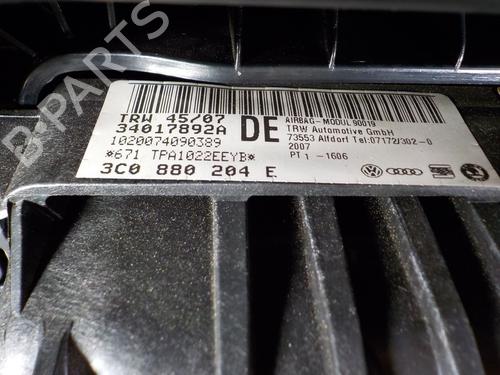 TRW 45/07
34017892A
1020074090389
*671 TPA1022EEYB*
3C0 880 204 E
DE
AIRBAG-MODUL 90019
TRW Automotive GmbH
73553 Alfdorf Tel:07172/302-0
2007
PT 1 -1606
B-PARTS